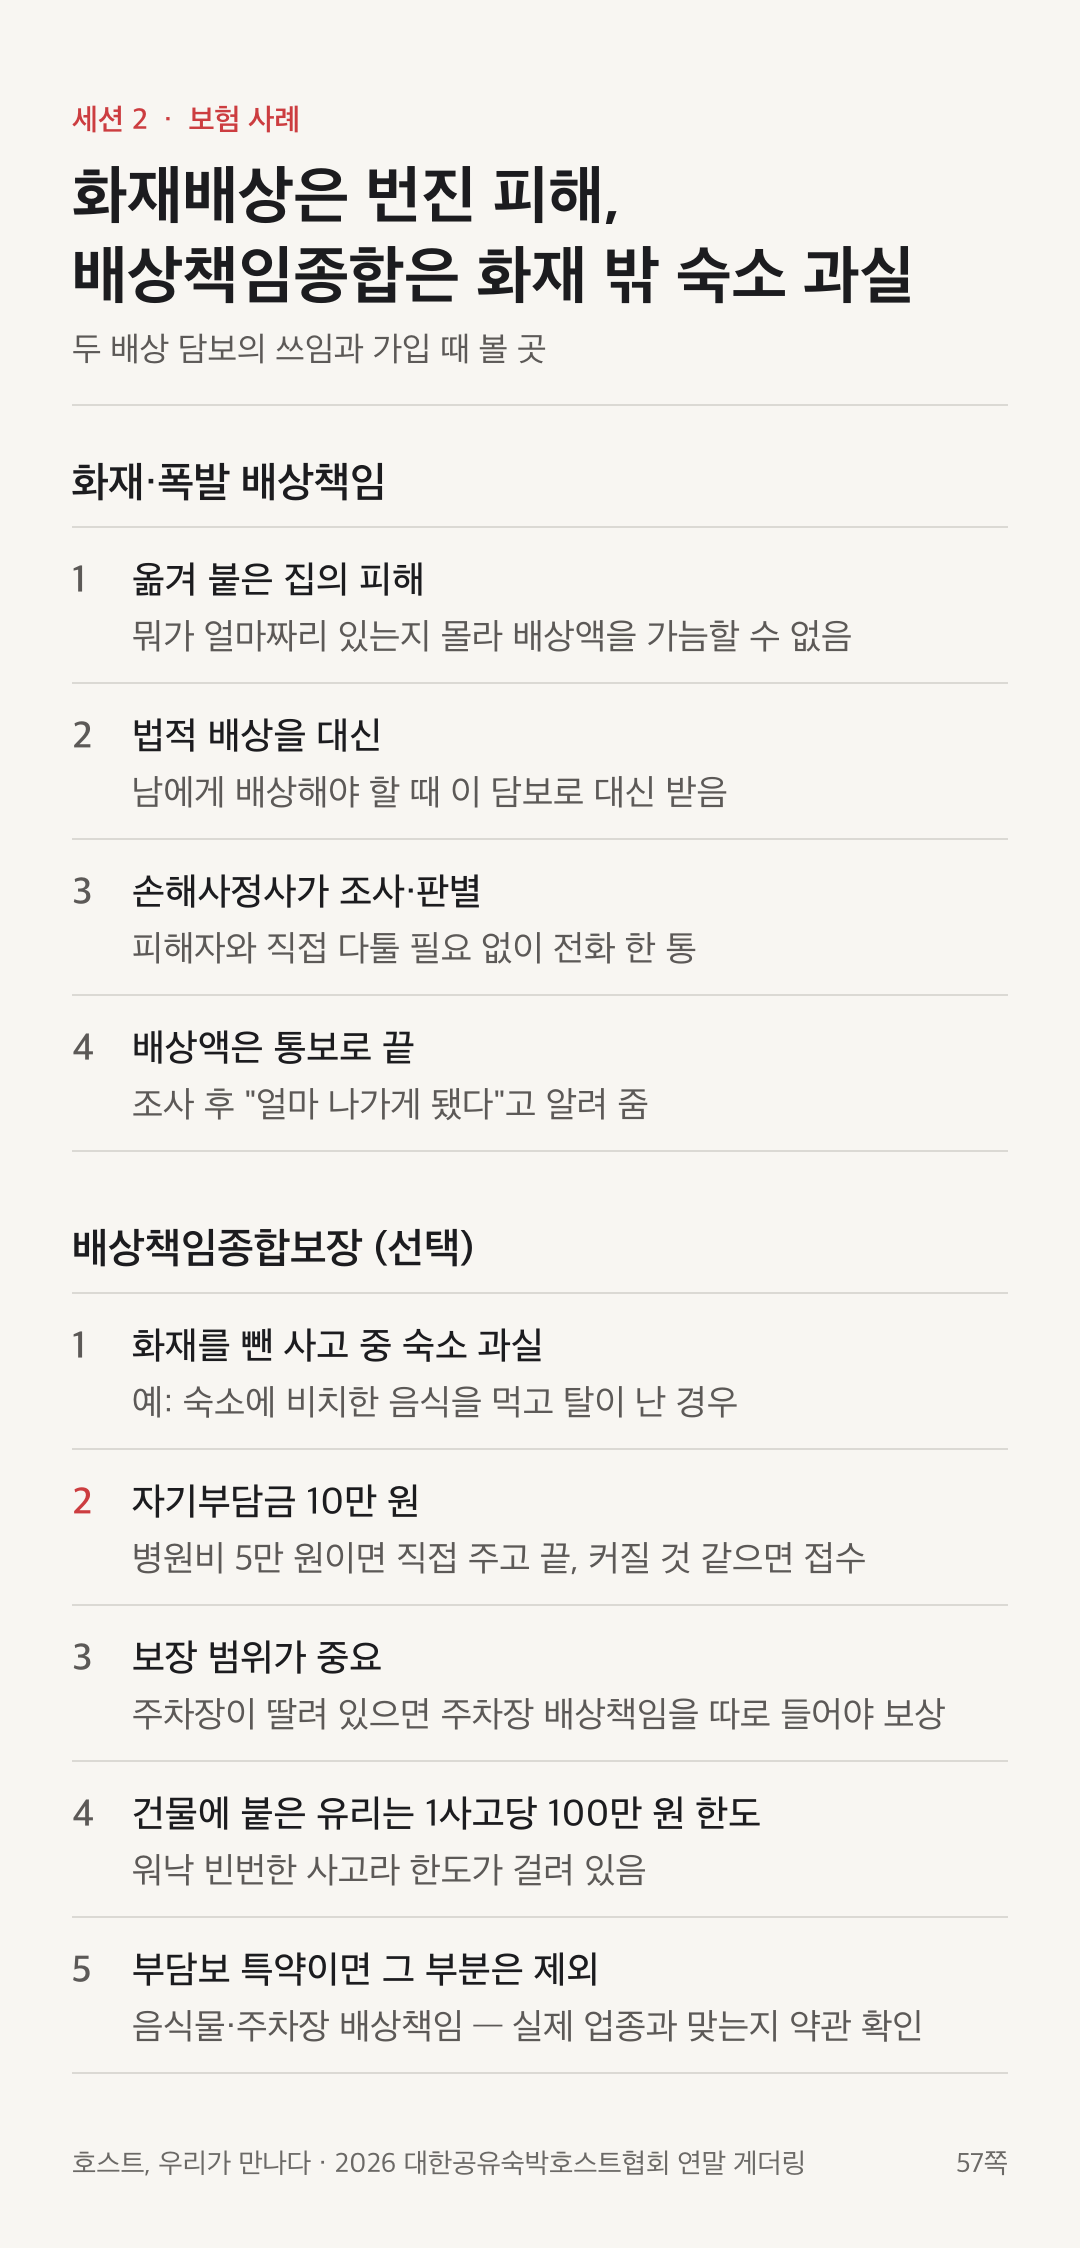 세션 2 · 보험 사례
화재배상은 번진 피해,
배상책임종합은 화재 밖 숙소 과실
두 배상 담보의 쓰임과 가입 때 볼 곳
화재·폭발 배상책임
1 옮겨 붙은 집의 피해
뭐가 얼마짜리 있는지 몰라 배상액을 가늠할 수 없음
2 법적 배상을 대신
남에게 배상해야 할 때 이 담보로 대신 받음
3 손해사정사가 조사·판별
피해자와 직접 다툴 필요 없이 전화 한 통
4 배상액은 통보로 끝
조사 후 "얼마 나가게 됐다"고 알려 줌
배상책임종합보장 (선택)
1 화재를 뺀 사고 중 숙소 과실
예: 숙소에 비치한 음식을 먹고 탈이 난 경우
2 자기부담금 10만 원
병원비 5만 원이면 직접 주고 끝, 커질 것 같으면 접수
3 보장 범위가 중요
주차장이 딸려 있으면 주차장 배상책임을 따로 들어야 보상
4 건물에 붙은 유리는 1사고당 100만 원 한도
워낙 빈번한 사고라 한도가 걸려 있음
5 부담보 특약이면 그 부분은 제외
음식물·주차장 배상책임 — 실제 업종과 맞는지 약관 확인
호스트, 우리가 만나다 · 2026 대한공유숙박호스트협회 연말 게더링 57쪽